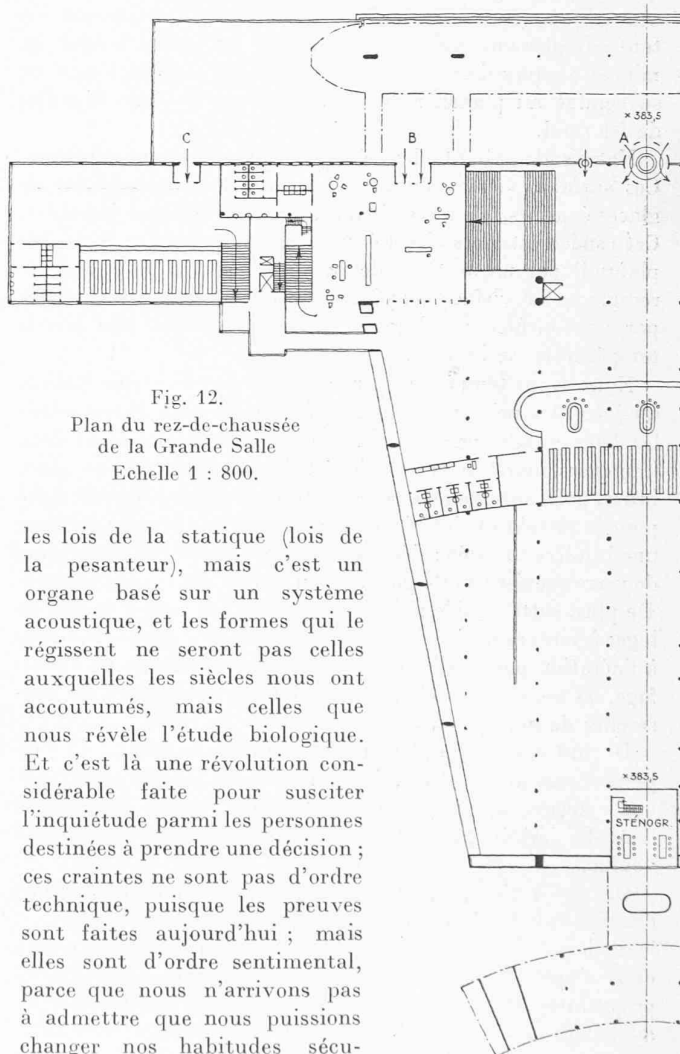 C
B
× 383,5
A
Fig. 12.
Plan du rez-de-chaussée
de la Grande Salle
Echelle 1 : 800.
les lois de la statique (lois de
la pesanteur), mais c'est un
organe basé sur un système
acoustique, et les formes qui le
régissent ne seront pas celles
auxquelles les siècles nous ont
accoutumés, mais celles que
nous révèle l'étude biologique.
Et c'est là une révolution con-
sidérable faite pour susciter
l'inquiétude parmi les personnes
destinées à prendre une décision ;
ces craintes ne sont pas d'ordre
technique, puisque les preuves
sont faites aujourd'hui ; mais
elles sont d'ordre sentimental,
parce que nous n'arrivons pas
à admettre que nous puissions
changer nos habitudes sécu-
× 383,5
STÉNOGR.